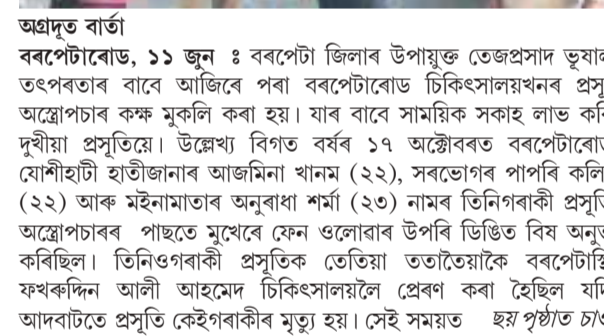 অগ্ৰদূত বাৰ্তা
বৰপেটাৰোড, ১১ জুন ঃ বৰপেটা জিলাৰ উপায়ুক্ত তেজপ্ৰসাদ ভূষাল
তৎপৰতাৰ বাবে আজিৰে পৰা বৰপেটাৰোড চিকিৎসালয়খনৰ প্ৰসূ
অস্ত্ৰোপচাৰ কক্ষ মুকলি কৰা হয়। যাৰ বাবে সাময়িক সকাহ লাভ কৰি
দুখীয়া প্ৰসূতিয়ে। উল্লেখ্য বিগত বৰ্ষৰ ১৭ অক্টোবৰত বৰপেটাৰো
যোশীহাটী হাতীজানাৰ আজমিনা খানম (২২), সৰভোগৰ পাপৰি কলি
(২২) আৰু মইনামাতাৰ অনুৰাধা শৰ্মা (২৩) নামৰ তিনিগৰাকী প্ৰসূতি
অস্ত্ৰোপচাৰৰ পাছতে মুখেৰে ফেন ওলোৱাৰ উপৰি ডিঙিত বিষ অনু
কৰিছিল। তিনিওগৰাকী প্ৰসূতিক তেতিয়া ততাতৈয়াকৈ বৰপেটাস্থি
ফখৰুদ্দিন আলী আহমেদ চিকিৎসালয়লৈ প্ৰেৰণ কৰা হৈছিল যদি
আদবাটতে প্ৰসূতি কেইগৰাকীৰ মৃত্যু হয়। সেই সময়ত ছয় পৃষ্ঠাত চাও